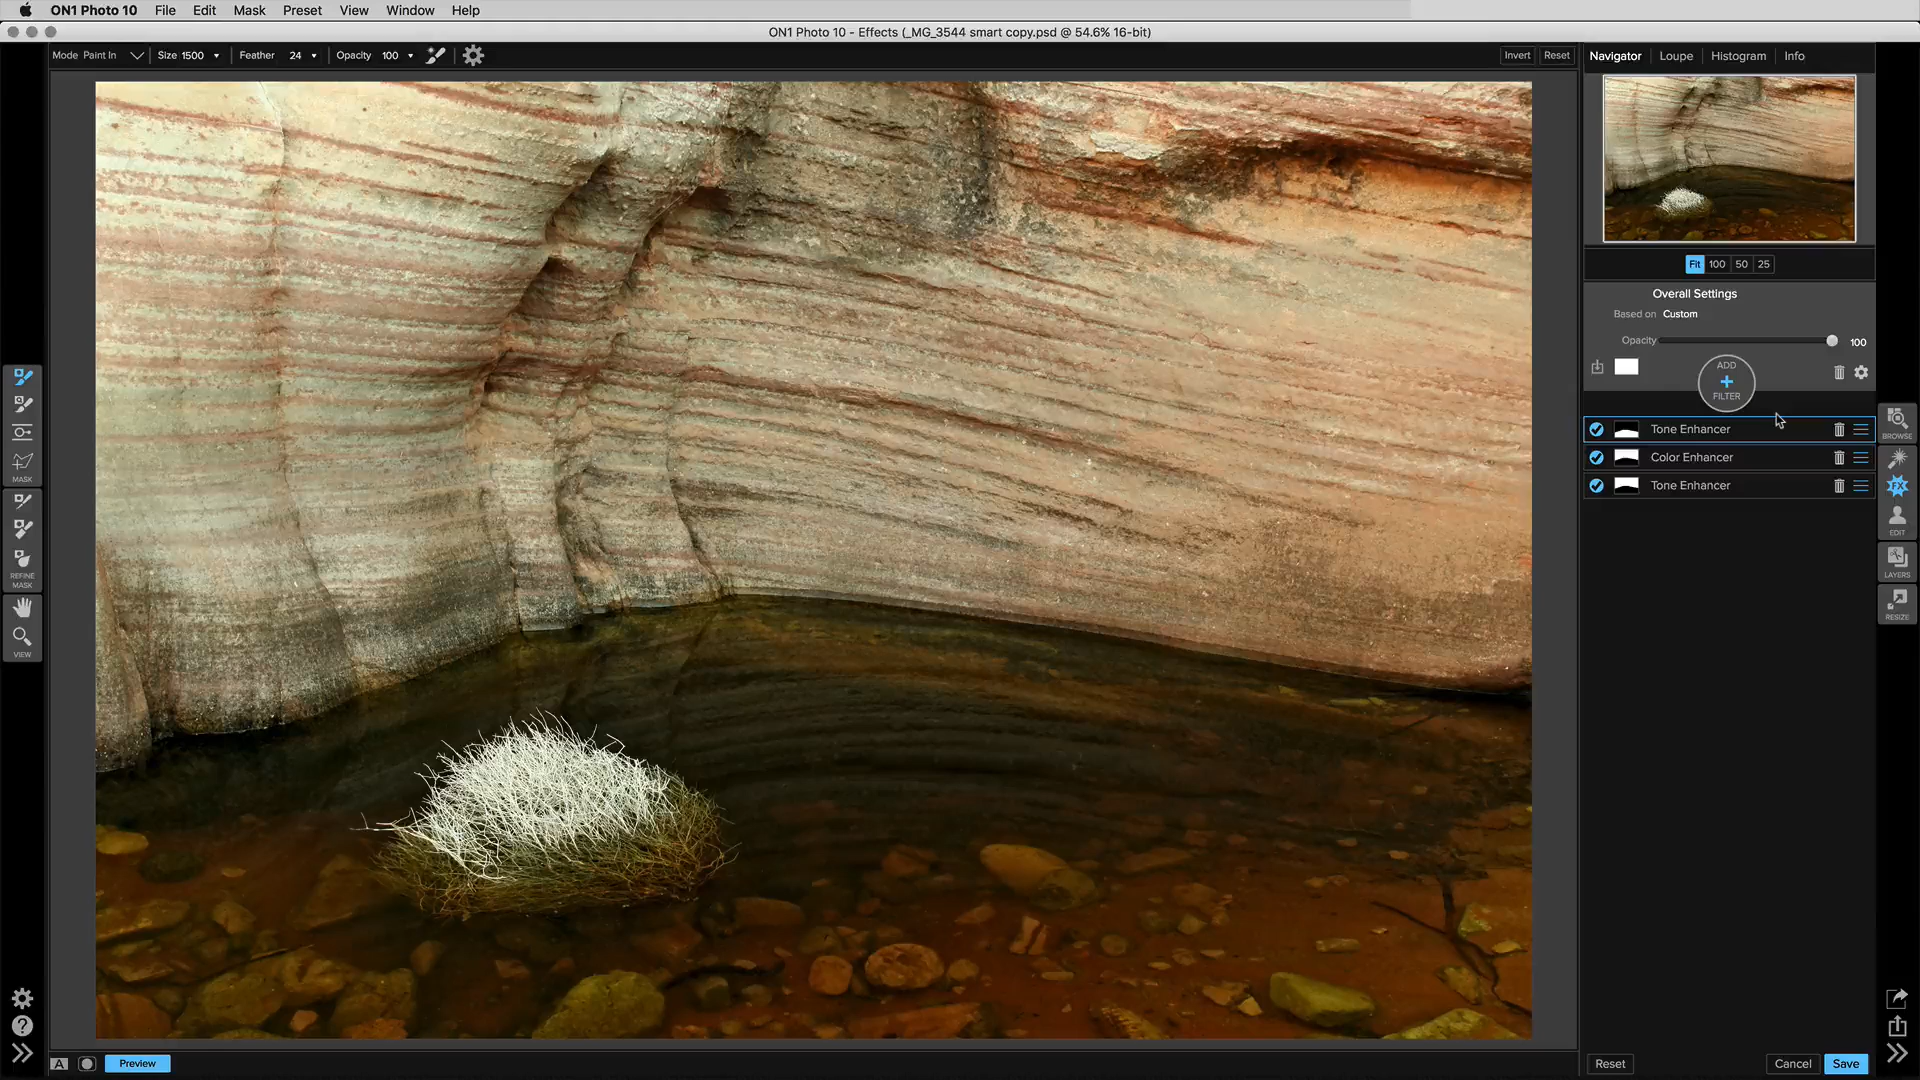 ON1 Photo 10 File Edit Mask Preset View Window Help
ON1 Photo 10 - Effects (_MG_3544 smart copy.psd @ 54.6% 16-bit)
Mode Paint In Size 1500 Feather 24 Opacity 100 Invert Reset
Navigator Loupe Histogram Info
Fit 100 50 25
Overall Settings
Based on Custom
Opacity 100
ADD
FILTER
Tone Enhancer
Color Enhancer
Tone Enhancer
MASK
REFINE
MASK
VIEW
BROWSE
FX
EDIT
LAYERS
RESIZE
A Preview
Reset Cancel Save